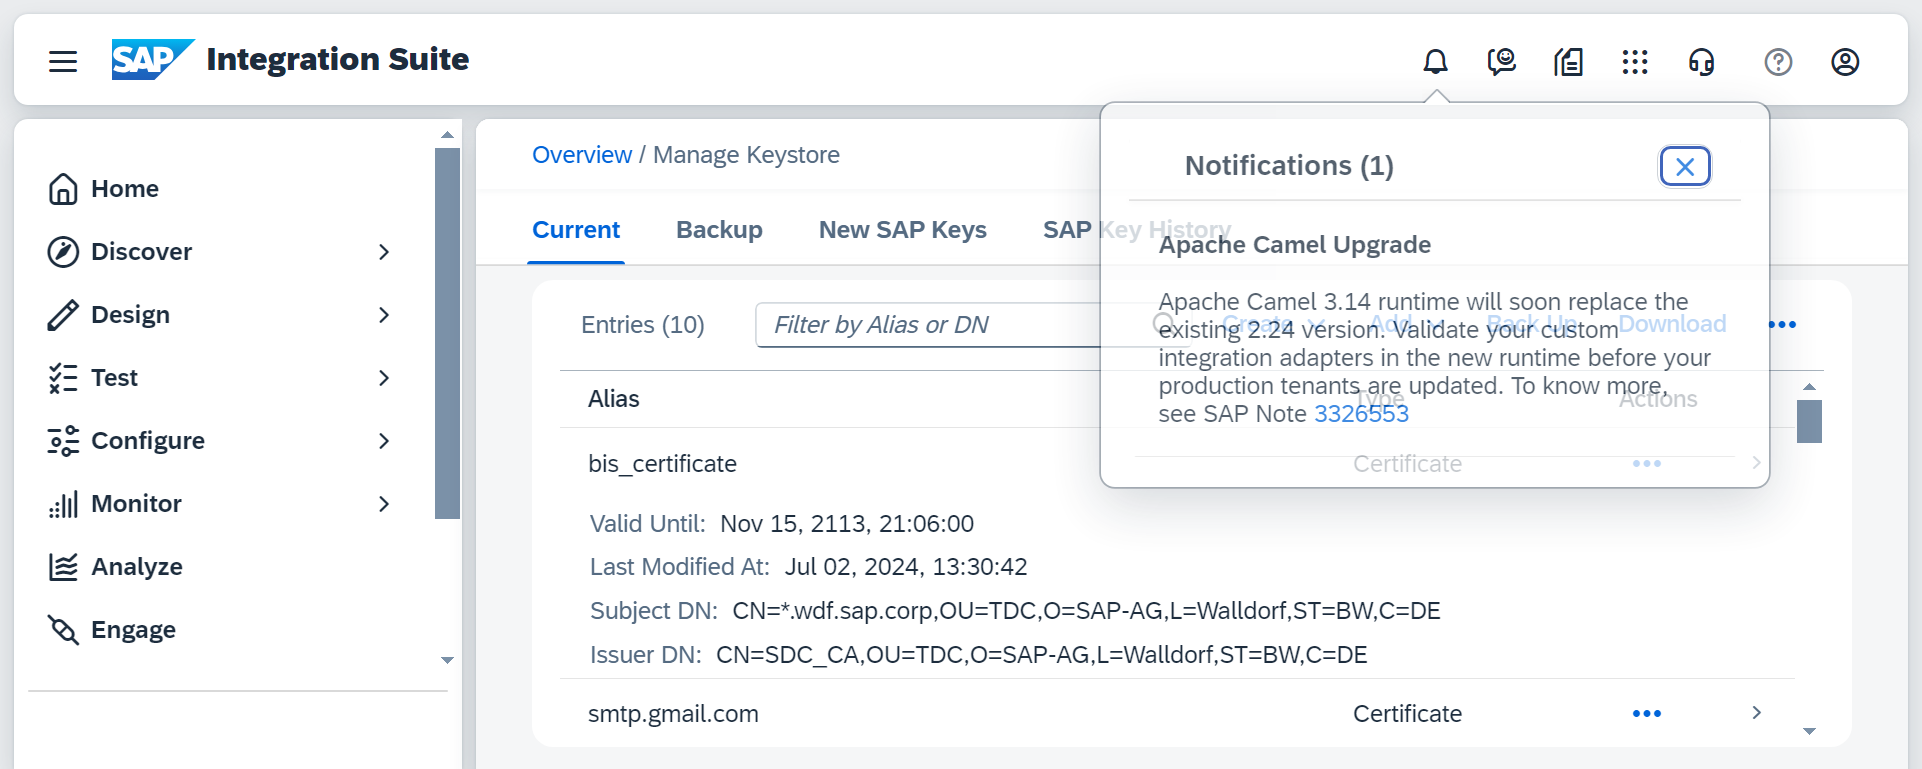 SAP Integration Suite
Home
Discover
Design
Test
Configure
Monitor
Analyze
Engage
Overview / Manage Keystore
Current Backup New SAP Keys SAP Key History
Entries (10) Filter by Alias or DN Create Add Back Up Download
Alias Type Actions
bis_certificate Certificate
Valid Until: Nov 15, 2113, 21:06:00
Last Modified At: Jul 02, 2024, 13:30:42
Subject DN: CN=*.wdf.sap.corp,OU=TDC,O=SAP-AG,L=Walldorf,ST=BW,C=DE
Issuer DN: CN=SDC_CA,OU=TDC,O=SAP-AG,L=Walldorf,ST=BW,C=DE
smtp.gmail.com Certificate
Notifications (1)
Apache Camel Upgrade
Apache Camel 3.14 runtime will soon replace the
existing 2.24 version. Validate your custom
integration adapters in the new runtime before your
production tenants are updated. To know more,
see SAP Note 3326553